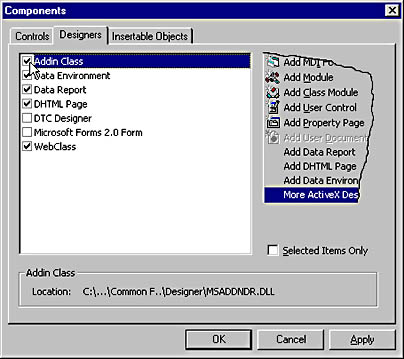 Components
Controls
Designers
Insertable Objects
Addin Class
Data Environment
Data Report
DHTML Page
DTC Designer
Microsoft Forms 2.0 Form
WebClass
Add MDI Fo
Add Module
Add Class Module
Add User Control
Add Property Page
Add User Document
Add Data Report
Add DHTML Page
Add Data Environ
More ActiveX Des
Selected Items Only
Addin Class
Location: C:\...\Common F..\Designer\MSADDNDR.DLL
OK
Cancel
Apply